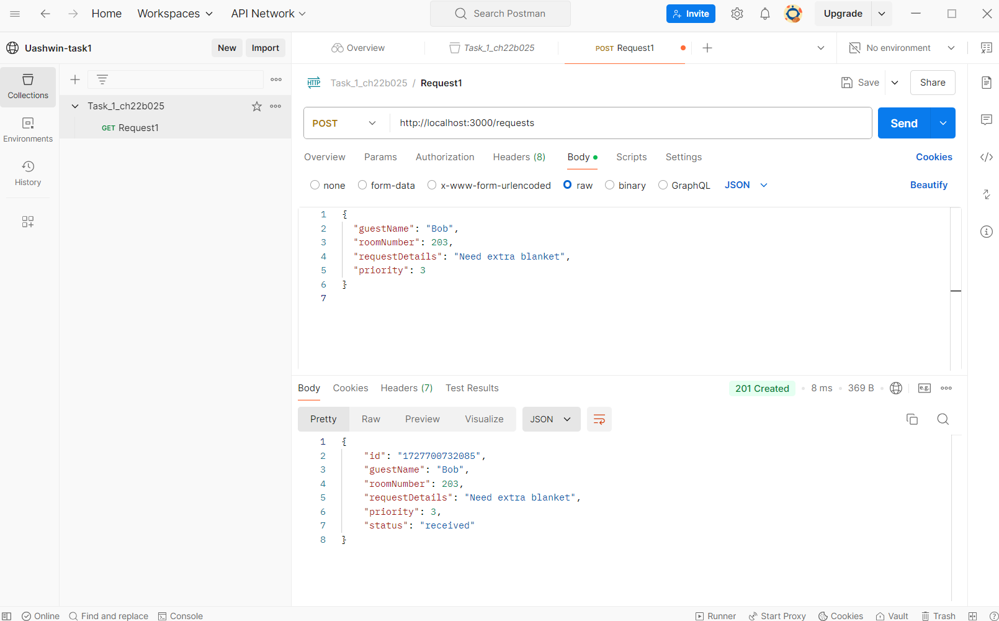 Home Workspaces API Network Search Postman Invite Upgrade
Uashwin-task1 New Import Overview Task_1_ch22b025 POST Request1 No environment
Collections
Environments
History
Task_1_ch22b025
GET Request1
HTTP Task_1_ch22b025 / Request1 Save Share
POST http://localhost:3000/requests Send
Overview Params Authorization Headers (8) Body Scripts Settings Cookies
none form-data x-www-form-urlencoded raw binary GraphQL JSON Beautify
1 {
2 "guestName": "Bob",
3 "roomNumber": 203,
4 "requestDetails": "Need extra blanket",
5 "priority": 3
6 }
7
Body Cookies Headers (7) Test Results 201 Created 8 ms 369 B e.g.
Pretty Raw Preview Visualize JSON
1 {
2 "id": "1727700732085",
3 "guestName": "Bob",
4 "roomNumber": 203,
5 "requestDetails": "Need extra blanket",
6 "priority": 3,
7 "status": "received"
8 }
Online Find and replace Console Runner Start Proxy Cookies Vault Trash